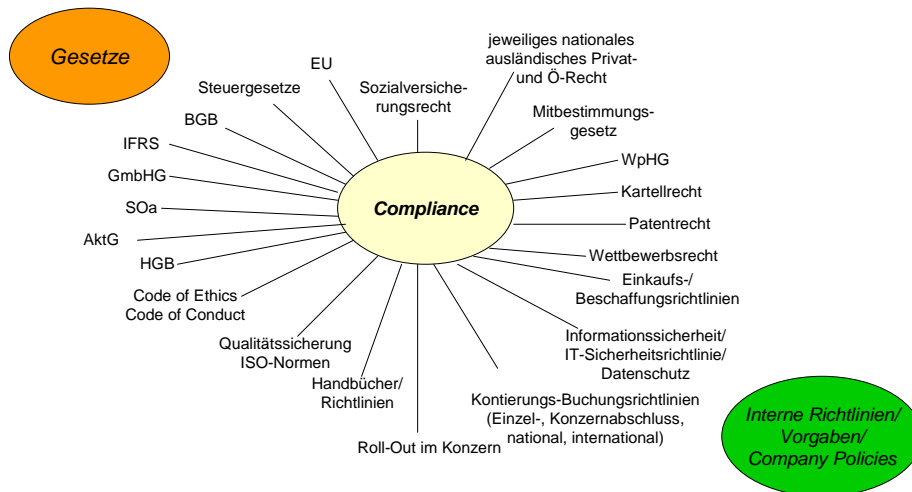 Gesetze
EU
Steuergesetze
BGB
IFRS
GmbHG
SOa
AktG
HGB
Code of Ethics
Code of Conduct
Qualitätssicherung
ISO-Normen
Handbücher/
Richtlinien
Roll-Out im Konzern
Sozialversiche-
rungsrecht
jeweiliges nationales
ausländisches Privat-
und Ö-Recht
Mitbestimmungs-
gesetz
WpHG
Kartellrecht
Patentrecht
Wettbewerbsrecht
Einkaufs-/
Beschaffungsrichtlinien
Informationssicherheit/
IT-Sicherheitsrichtlinie/
Datenschutz
Kontierungs-Buchungsrichtlinien
(Einzel-, Konzernabschluss,
national, international)
Compliance
Interne Richtlinien/
Vorgaben/
Company Policies